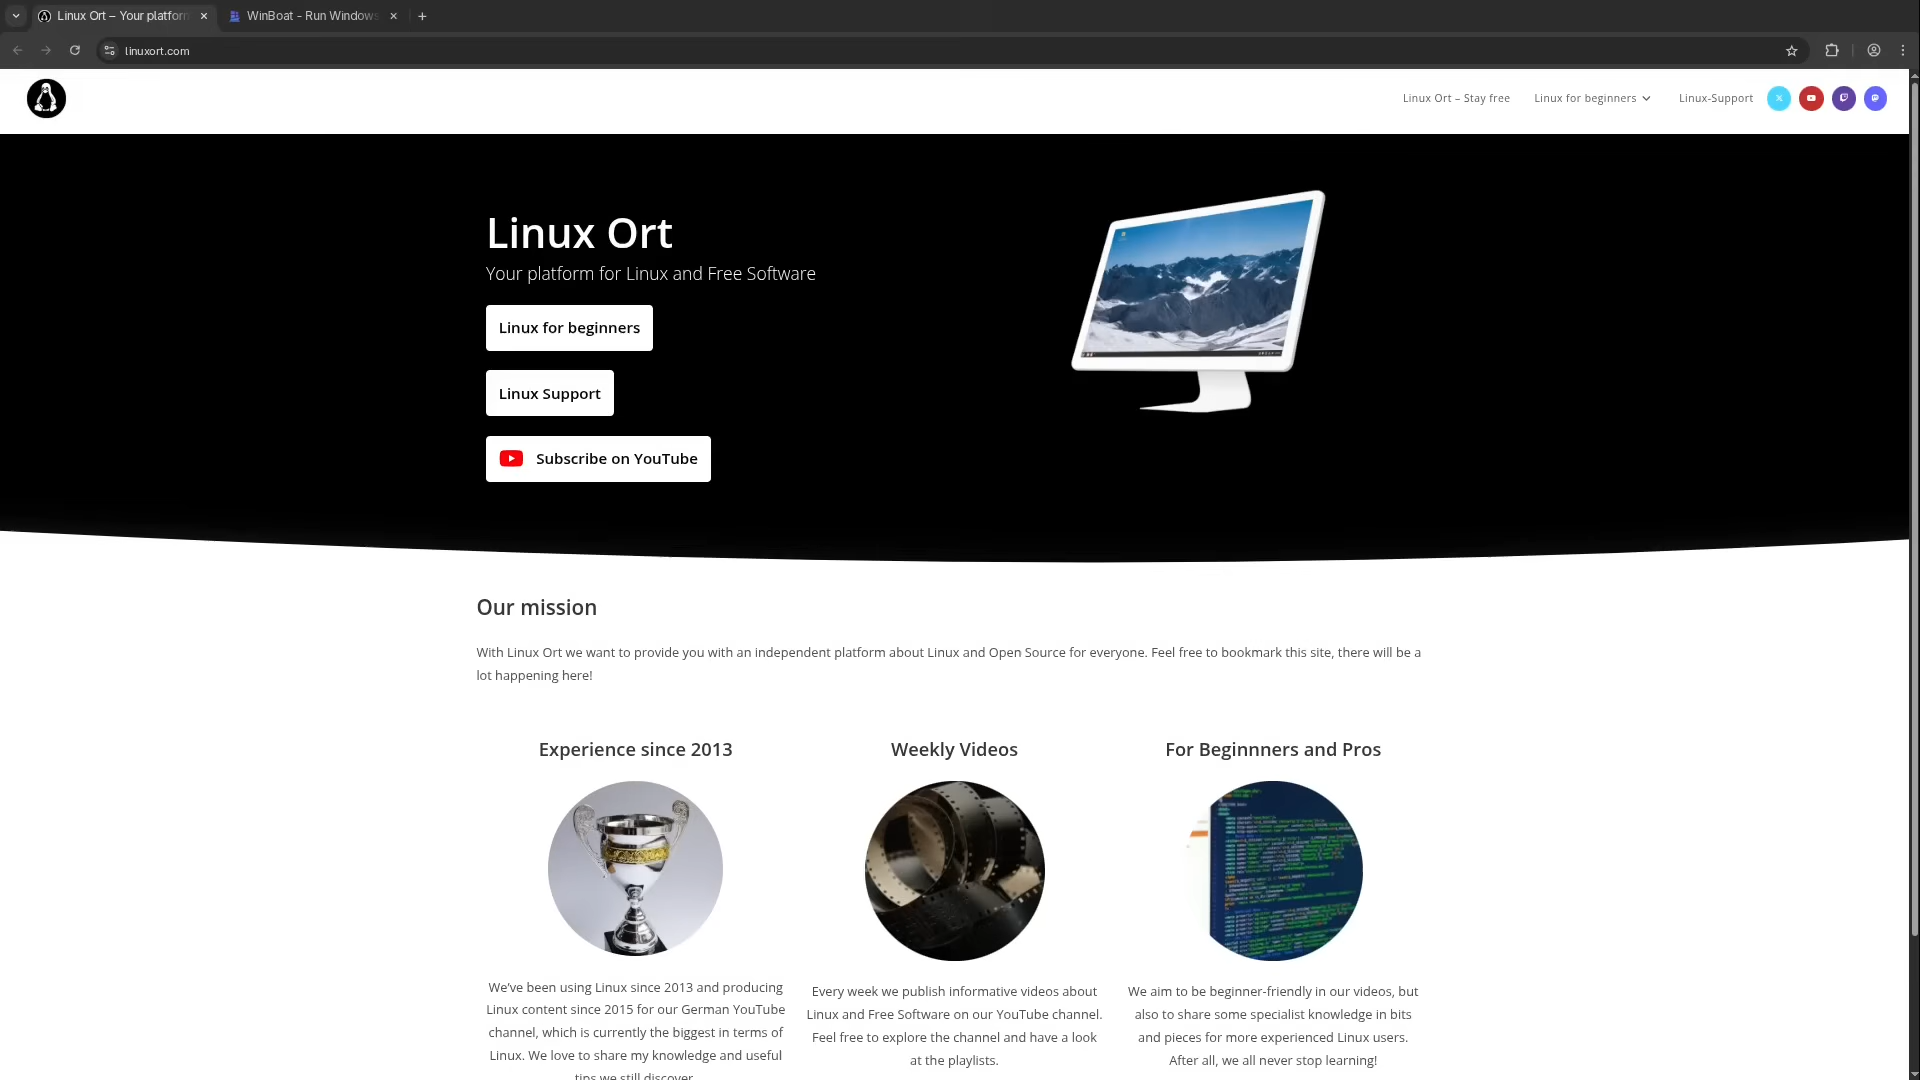 Linux Ort – Your platforn
WinBoat - Run Windows
linuxort.com
Linux Ort – Stay free
Linux for beginners
Linux-Support
Linux Ort
Your platform for Linux and Free Software
Linux for beginners
Linux Support
Subscribe on YouTube
Our mission
With Linux Ort we want to provide you with an independent platform about Linux and Open Source for everyone. Feel free to bookmark this site, there will be a
lot happening here!
Experience since 2013
We’ve been using Linux since 2013 and producing
Linux content since 2015 for our German YouTube
channel, which is currently the biggest in terms of
Linux. We love to share my knowledge and useful
tips we still discover.
Weekly Videos
Every week we publish informative videos about
Linux and Free Software on our YouTube channel.
Feel free to explore the channel and have a look
at the playlists.
For Beginnners and Pros
We aim to be beginner-friendly in our videos, but
also to share some specialist knowledge in bits
and pieces for more experienced Linux users.
After all, we all never stop learning!